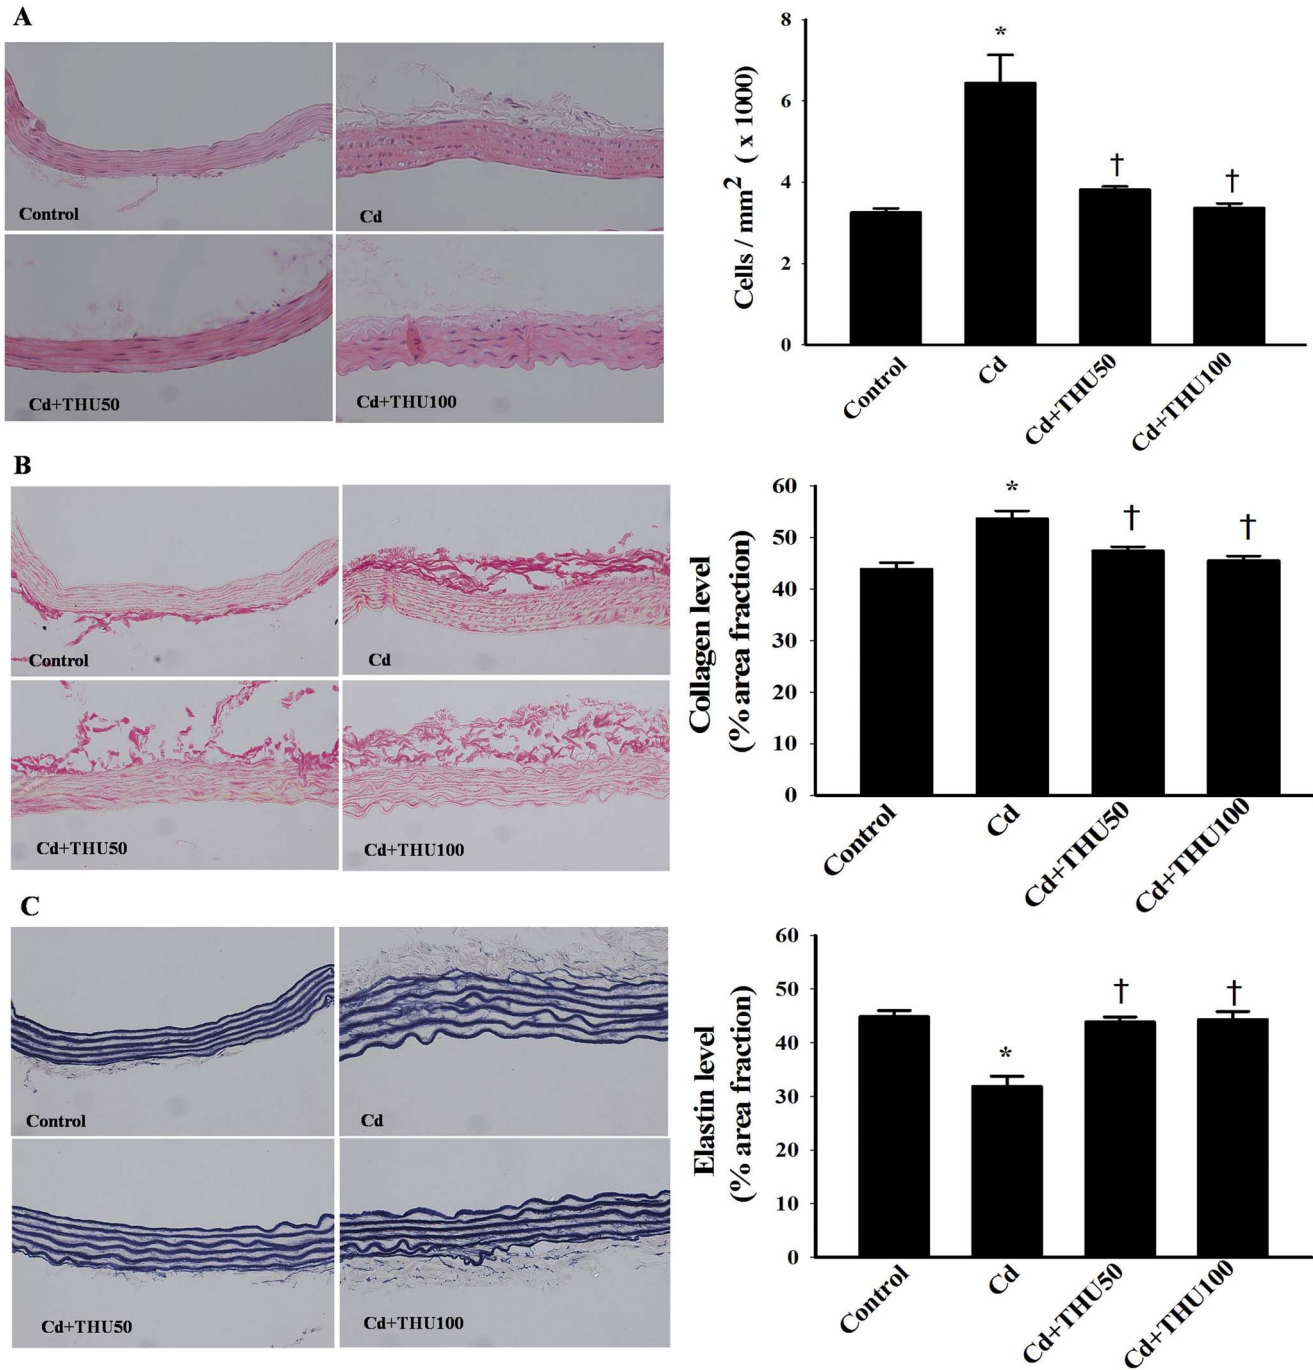 A
Control
Cd
Cd+THU50
Cd+THU100
Cells / mm² ( x 1000)
8
6
4
2
0
*
†
†
Control
Cd
Cd+THU50
Cd+THU100
B
Control
Cd
Cd+THU50
Cd+THU100
Collagen level
(% area fraction)
60
50
40
30
20
10
0
*
†
†
Control
Cd
Cd+THU50
Cd+THU100
C
Control
Cd
Cd+THU50
Cd+THU100
Elastin level
(% area fraction)
60
50
40
30
20
10
0
*
†
†
Control
Cd
Cd+THU50
Cd+THU100